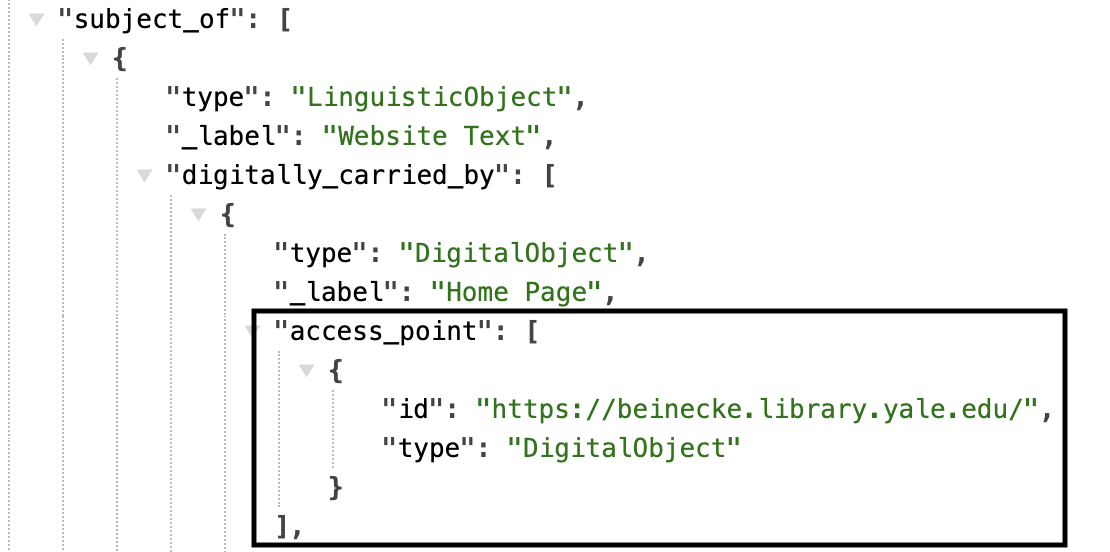 "subject_of": [
{
"type": "LinguisticObject",
"_label": "Website Text",
"digitally_carried_by": [
{
"type": "DigitalObject",
"_label": "Home Page",
"access_point": [
{
"id": "https://beinecke.library.yale.edu/",
"type": "DigitalObject"
}
],